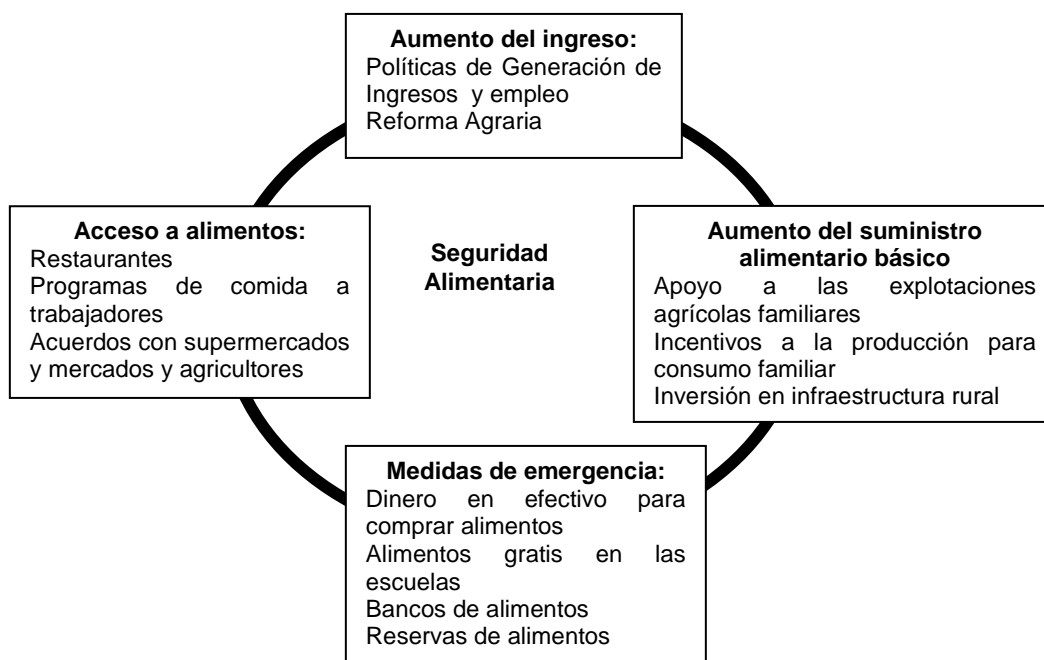 Aumento del ingreso:
Políticas de Generación de
Ingresos y empleo
Reforma Agraria
Acceso a alimentos:
Restaurantes
Programas de comida a
trabajadores
Acuerdos con supermercados
y mercados y agricultores
Seguridad
Alimentaria
Aumento del suministro
alimentario básico
Apoyo a las explotaciones
agrícolas familiares
Incentivos a la producción para
consumo familiar
Inversión en infraestructura rural
Medidas de emergencia:
Dinero en efectivo para
comprar alimentos
Alimentos gratis en las
escuelas
Bancos de alimentos
Reservas de alimentos